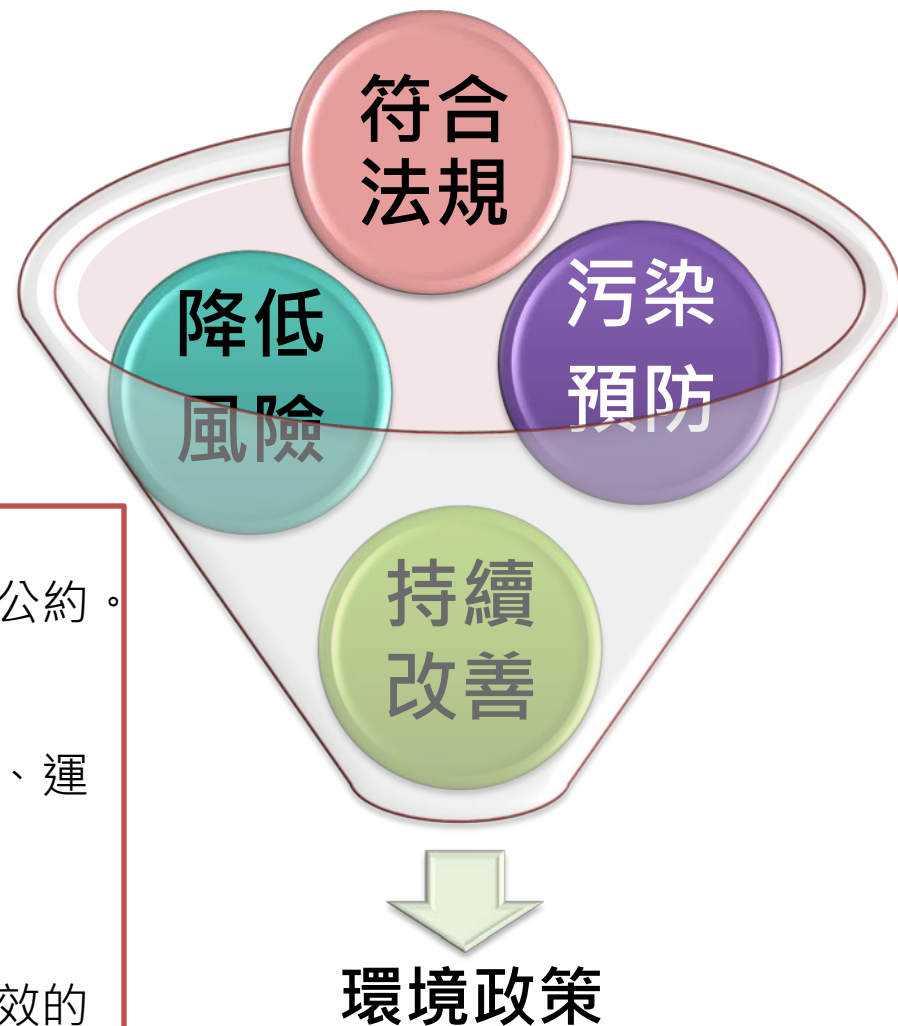 符合
法規
降低
風險
污染
預防
持續
改善
環境政策
公約。
、運
效的